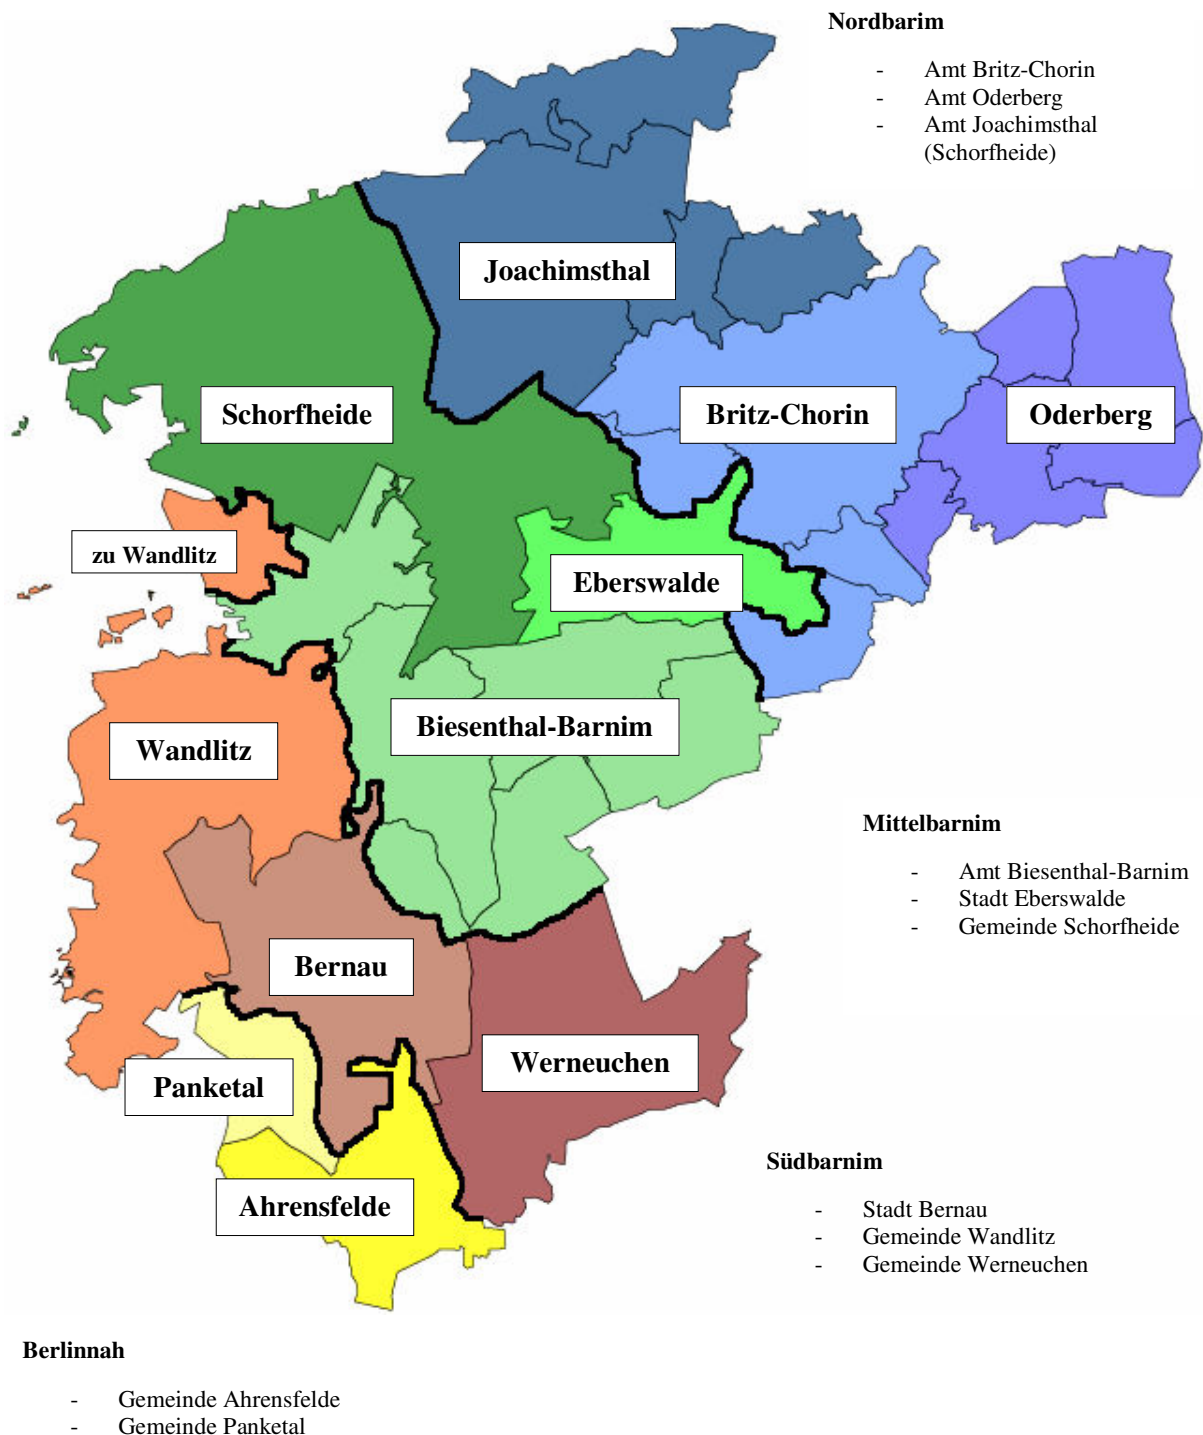 Nordbarim
- Amt Britz-Chorin
- Amt Oderberg
- Amt Joachimsthal
(Schorfheide)
Joachimsthal
Schorfheide
Britz-Chorin
Oderberg
zu Wandlitz
Eberswalde
Biesenthal-Barnim
Wandlitz
Mittelbarnim
- Amt Biesenthal-Barnim
- Stadt Eberswalde
- Gemeinde Schorfheide
Bernau
Werneuchen
Panketal
Südbarnim
- Stadt Bernau
- Gemeinde Wandlitz
- Gemeinde Werneuchen
Ahrensfelde
Berlinnah
- Gemeinde Ahrensfelde
- Gemeinde Panketal